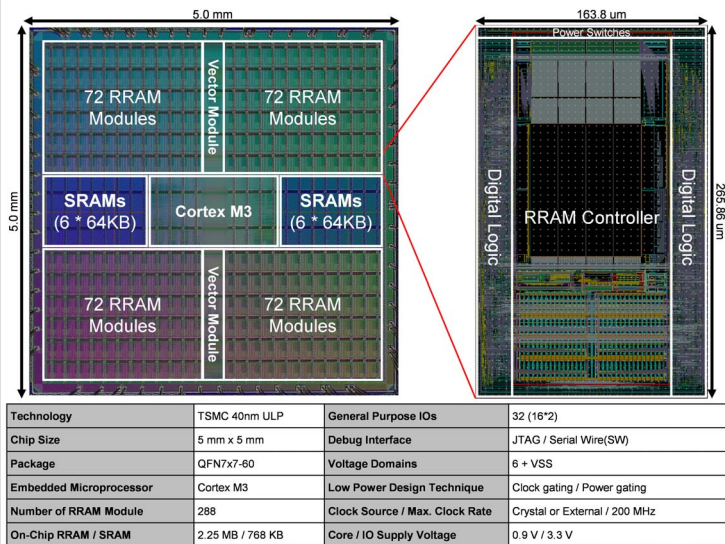 5.0 mm
163.8 um
5.0 mm
72 RRAM
Modules
Vector Module
72 RRAM
Modules
SRAMs
(6 * 64KB)
Cortex M3
SRAMs
(6 * 64KB)
72 RRAM
Modules
Vector Module
72 RRAM
Modules
Power Switches
Digital Logic
RRAM Controller
Digital Logic
265.86 um
Technology TSMC 40nm ULP General Purpose IOs 32 (16*2)
Chip Size 5 mm x 5 mm Debug Interface JTAG / Serial Wire(SW)
Package QFN7x7-60 Voltage Domains 6 + VSS
Embedded Microprocessor Cortex M3 Low Power Design Technique Clock gating / Power gating
Number of RRAM Module 288 Clock Source / Max. Clock Rate Crystal or External / 200 MHz
On-Chip RRAM / SRAM 2.25 MB / 768 KB Core / IO Supply Voltage 0.9 V / 3.3 V